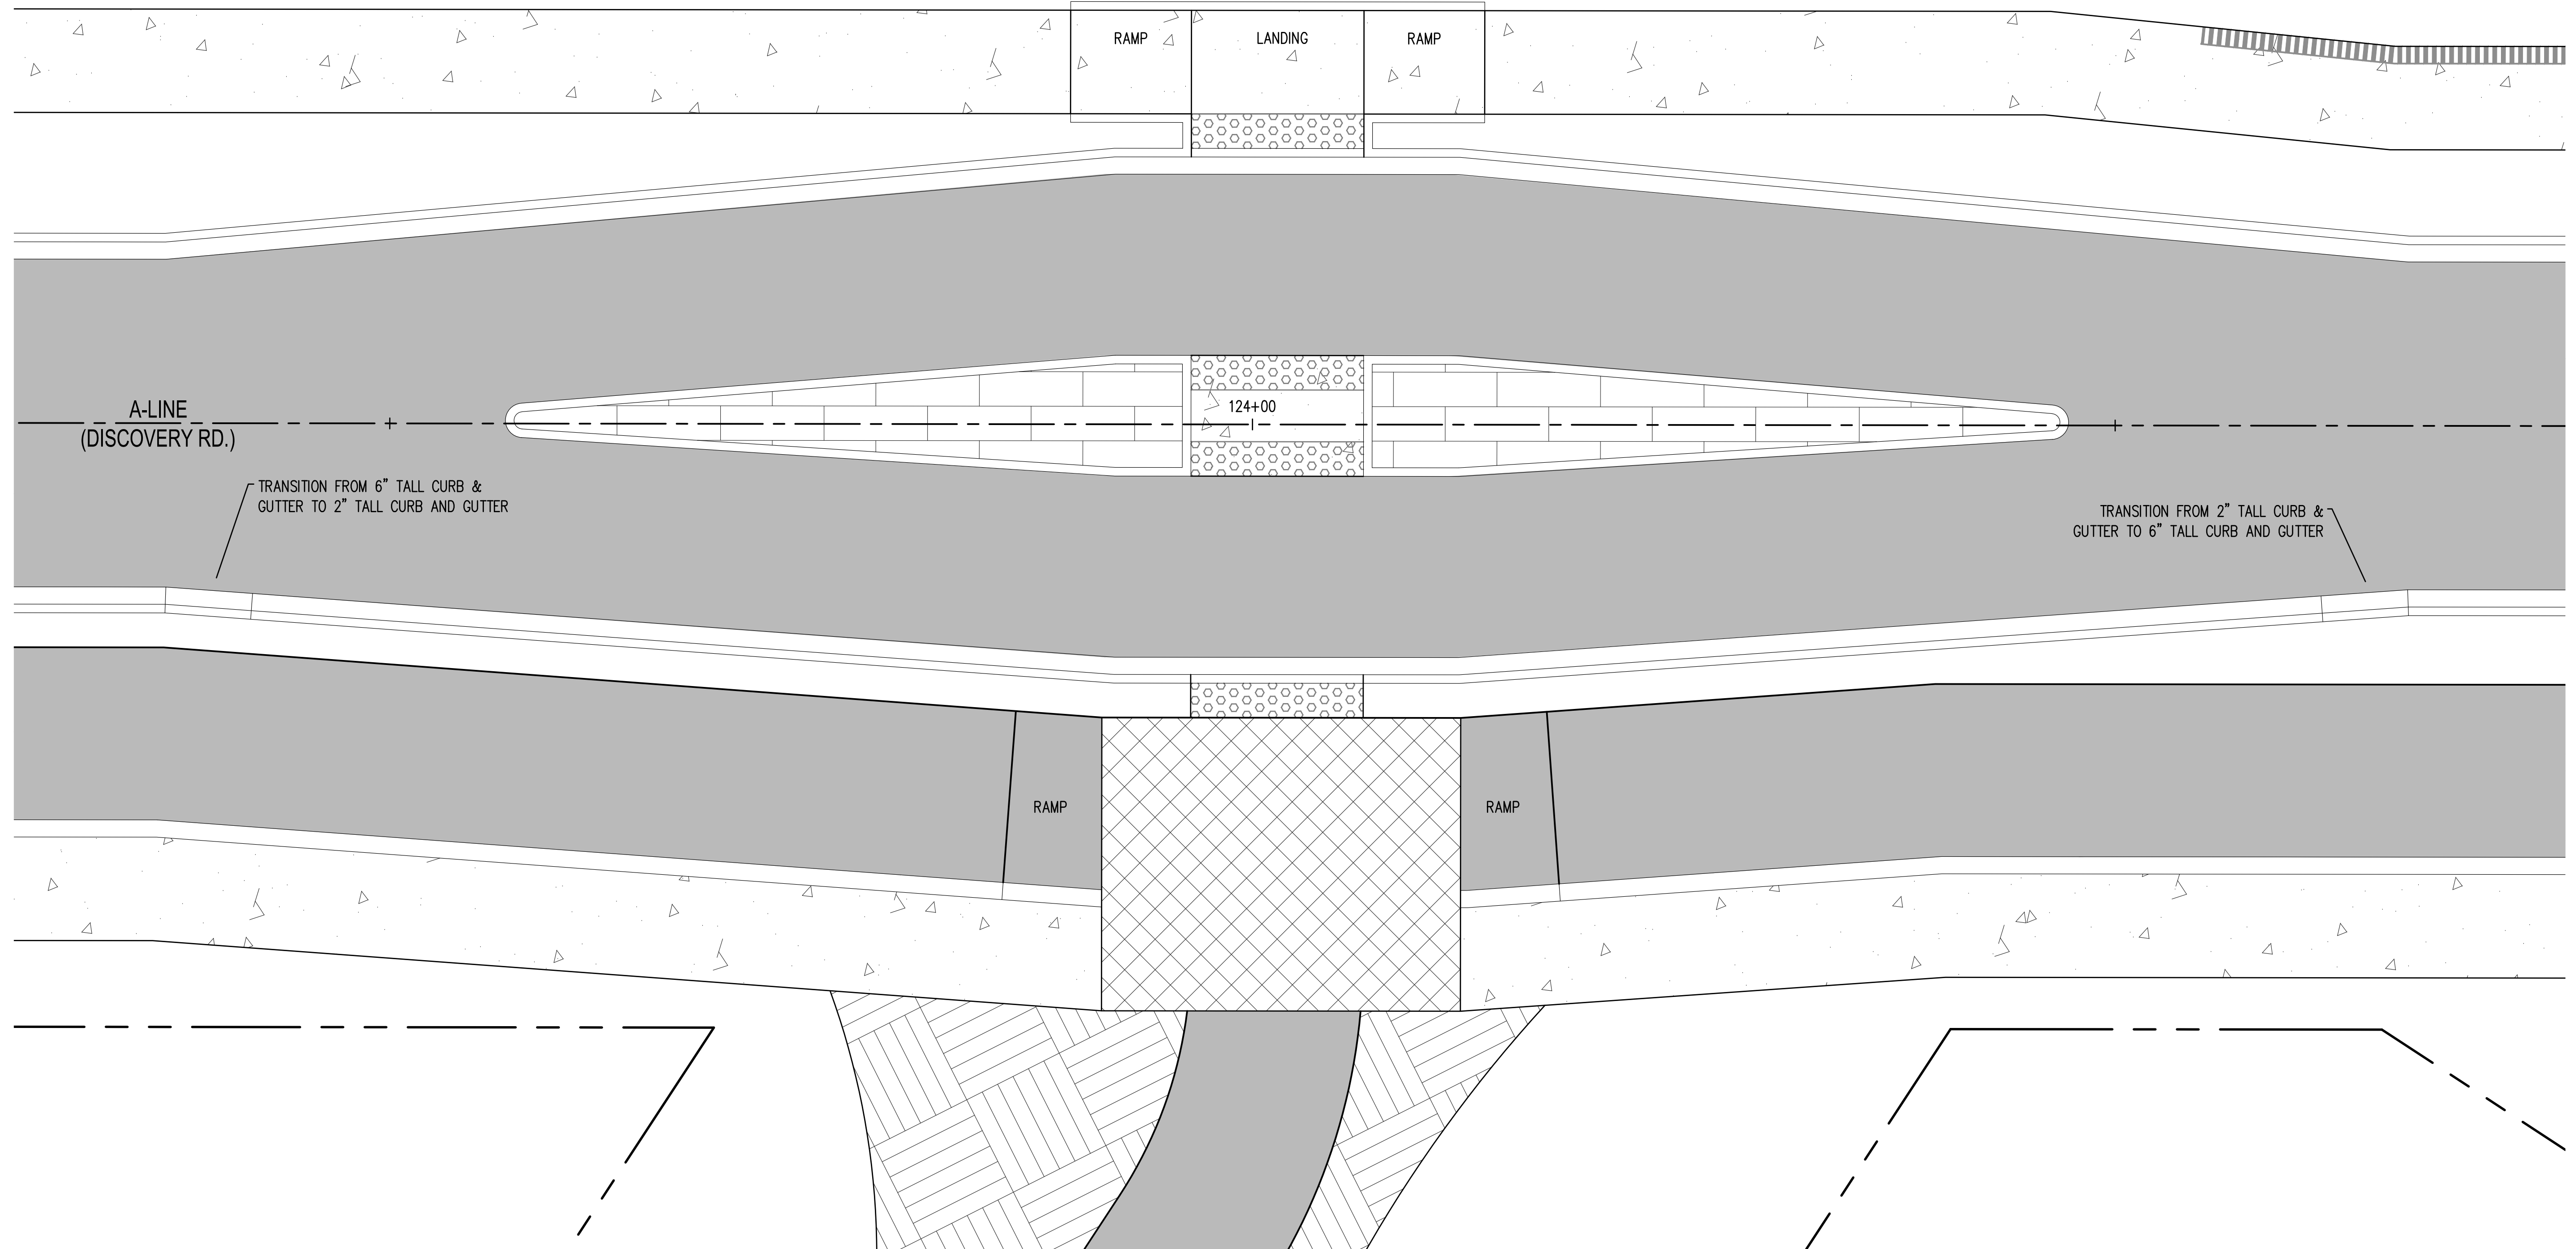 RAMP
LANDING
RAMP
A-LINE
(DISCOVERY RD.)
124+00
TRANSITION FROM 6” TALL CURB &
GUTTER TO 2” TALL CURB AND GUTTER
TRANSITION FROM 2” TALL CURB &
GUTTER TO 6” TALL CURB AND GUTTER
RAMP
RAMP